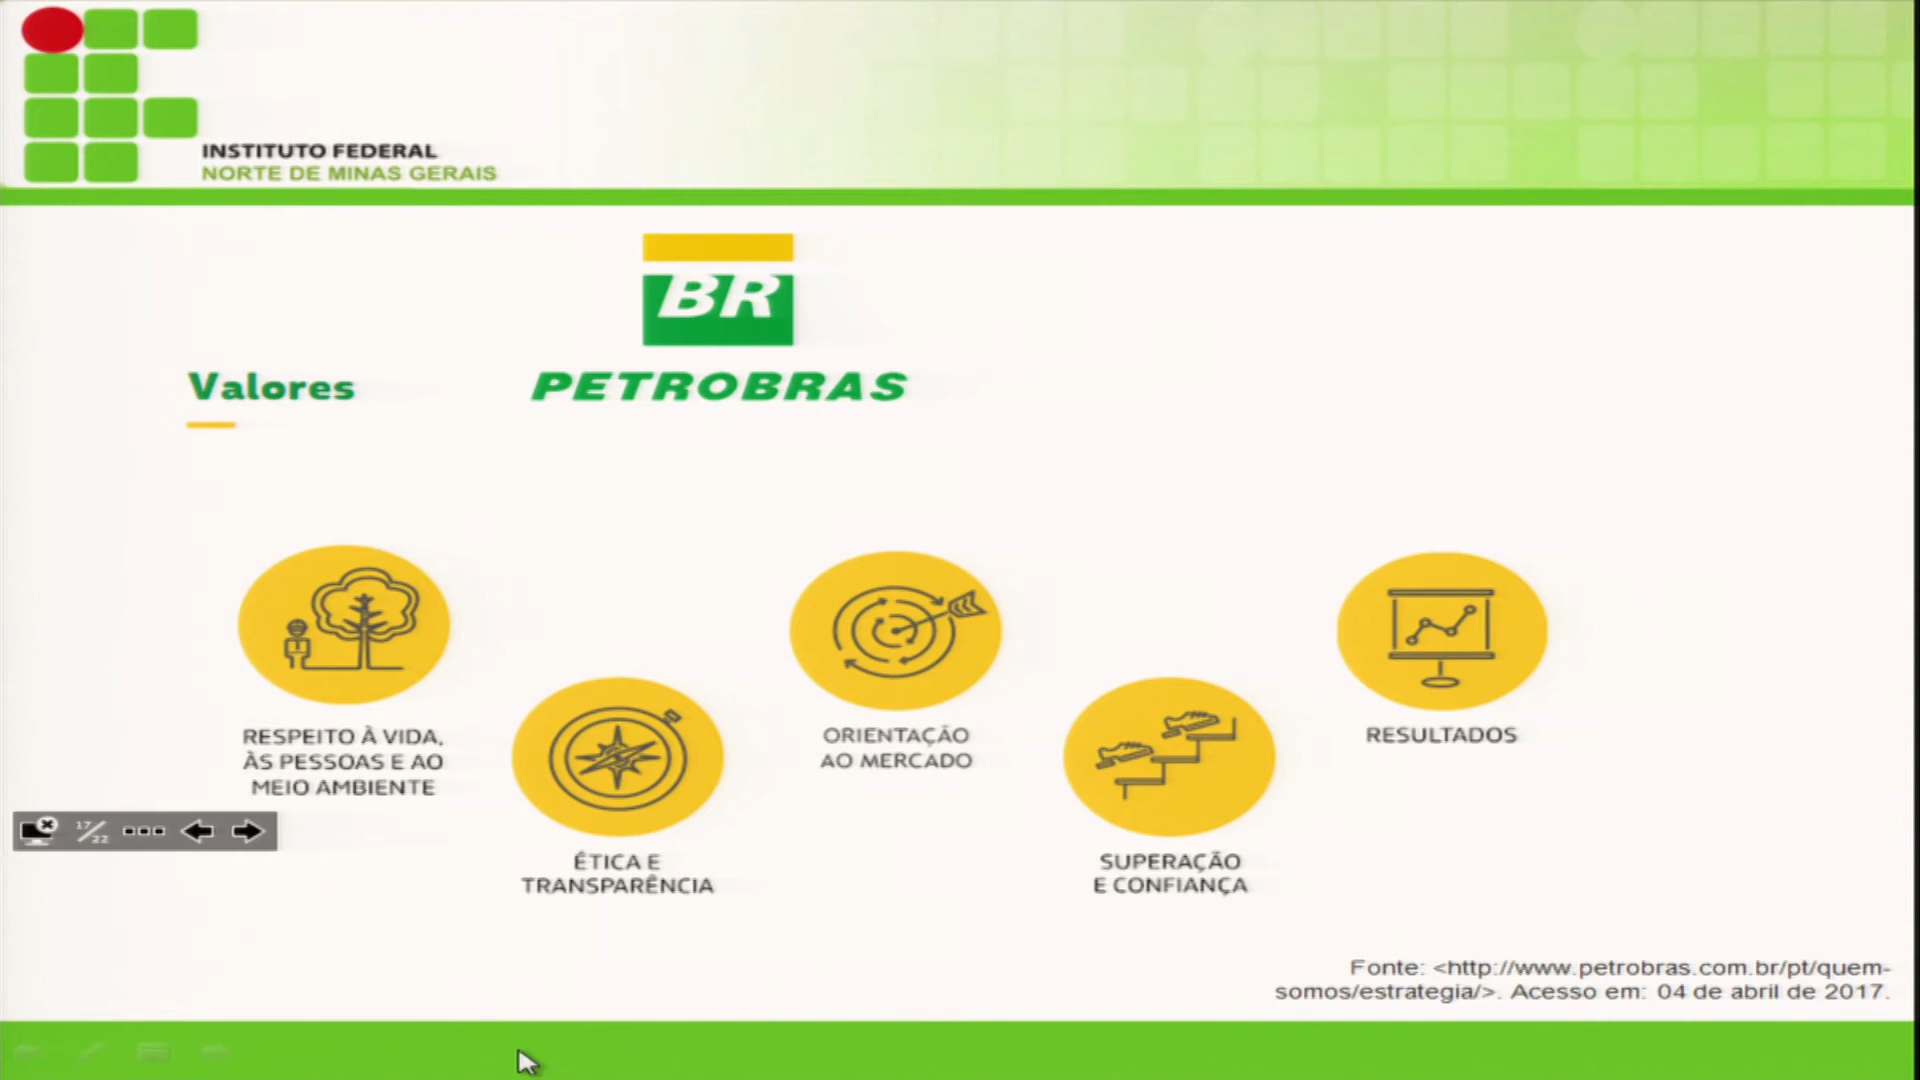 INSTITUTO FEDERAL
NORTE DE MINAS GERAIS
BR
PETROBRAS
Valores
RESPEITO À VIDA,
ÀS PESSOAS E AO
MEIO AMBIENTE
ÉTICA E
TRANSPARÊNCIA
ORIENTAÇÃO
AO MERCADO
SUPERAÇÃO
E CONFIANÇA
RESULTADOS
17/22
Fonte: <http://www.petrobras.com.br/pt/quem-
somos/estrategia/>. Acesso em: 04 de abril de 2017.